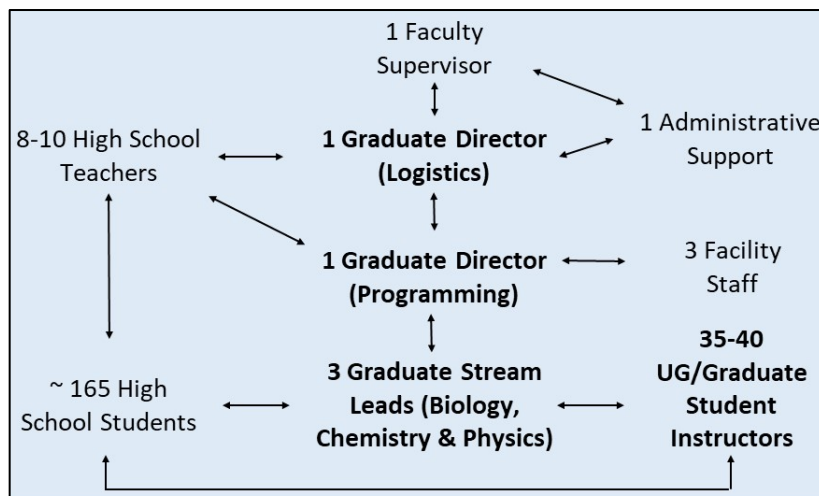 1 Faculty
Supervisor
8-10 High School
Teachers
1 Graduate Director
(Logistics)
1 Administrative
Support
1 Graduate Director
(Programming)
3 Facility
Staff
~ 165 High
School Students
3 Graduate Stream
Leads (Biology,
Chemistry & Physics)
35-40
UG/Graduate
Student
Instructors